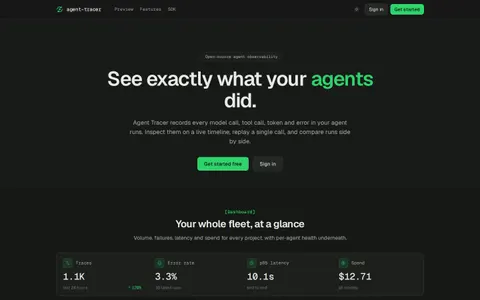 agent-tracer Preview Features SDK Sign in Get started
Open-source agent observability
See exactly what your agents
did.
Agent Tracer records every model call, tool call, token and error in your agent
runs. Inspect them on a live timeline, replay a single call, and compare runs side
by side.
Get started free Sign in
[Dashboard]
Your whole fleet, at a glance
Volume, failures, latency and spend for every project, with per-agent health underneath.
Traces Error rate p95 latency Spend
1.1K 3.3% 10.1s $12.71